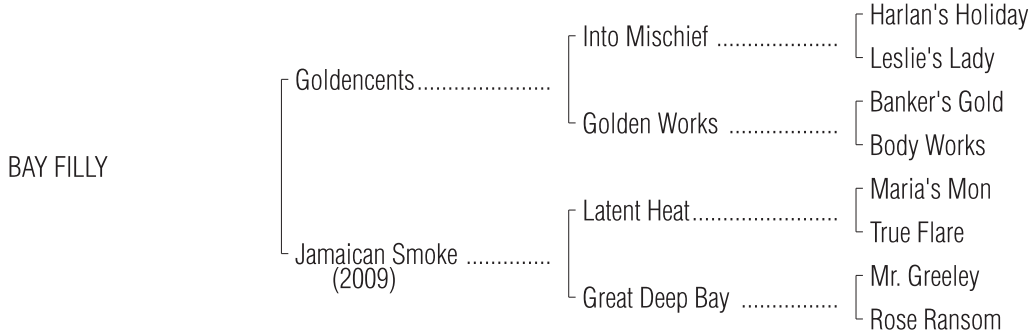 Harlan's Holiday
Into Mischief ....................
Leslie's Lady
Goldencents......................
Banker's Gold
Golden Works ..................
Body Works
BAY FILLY
Maria's Mon
Latent Heat........................
True Flare
Jamaican Smoke ..............
(2009)
Mr. Greeley
Great Deep Bay ................
Rose Ransom